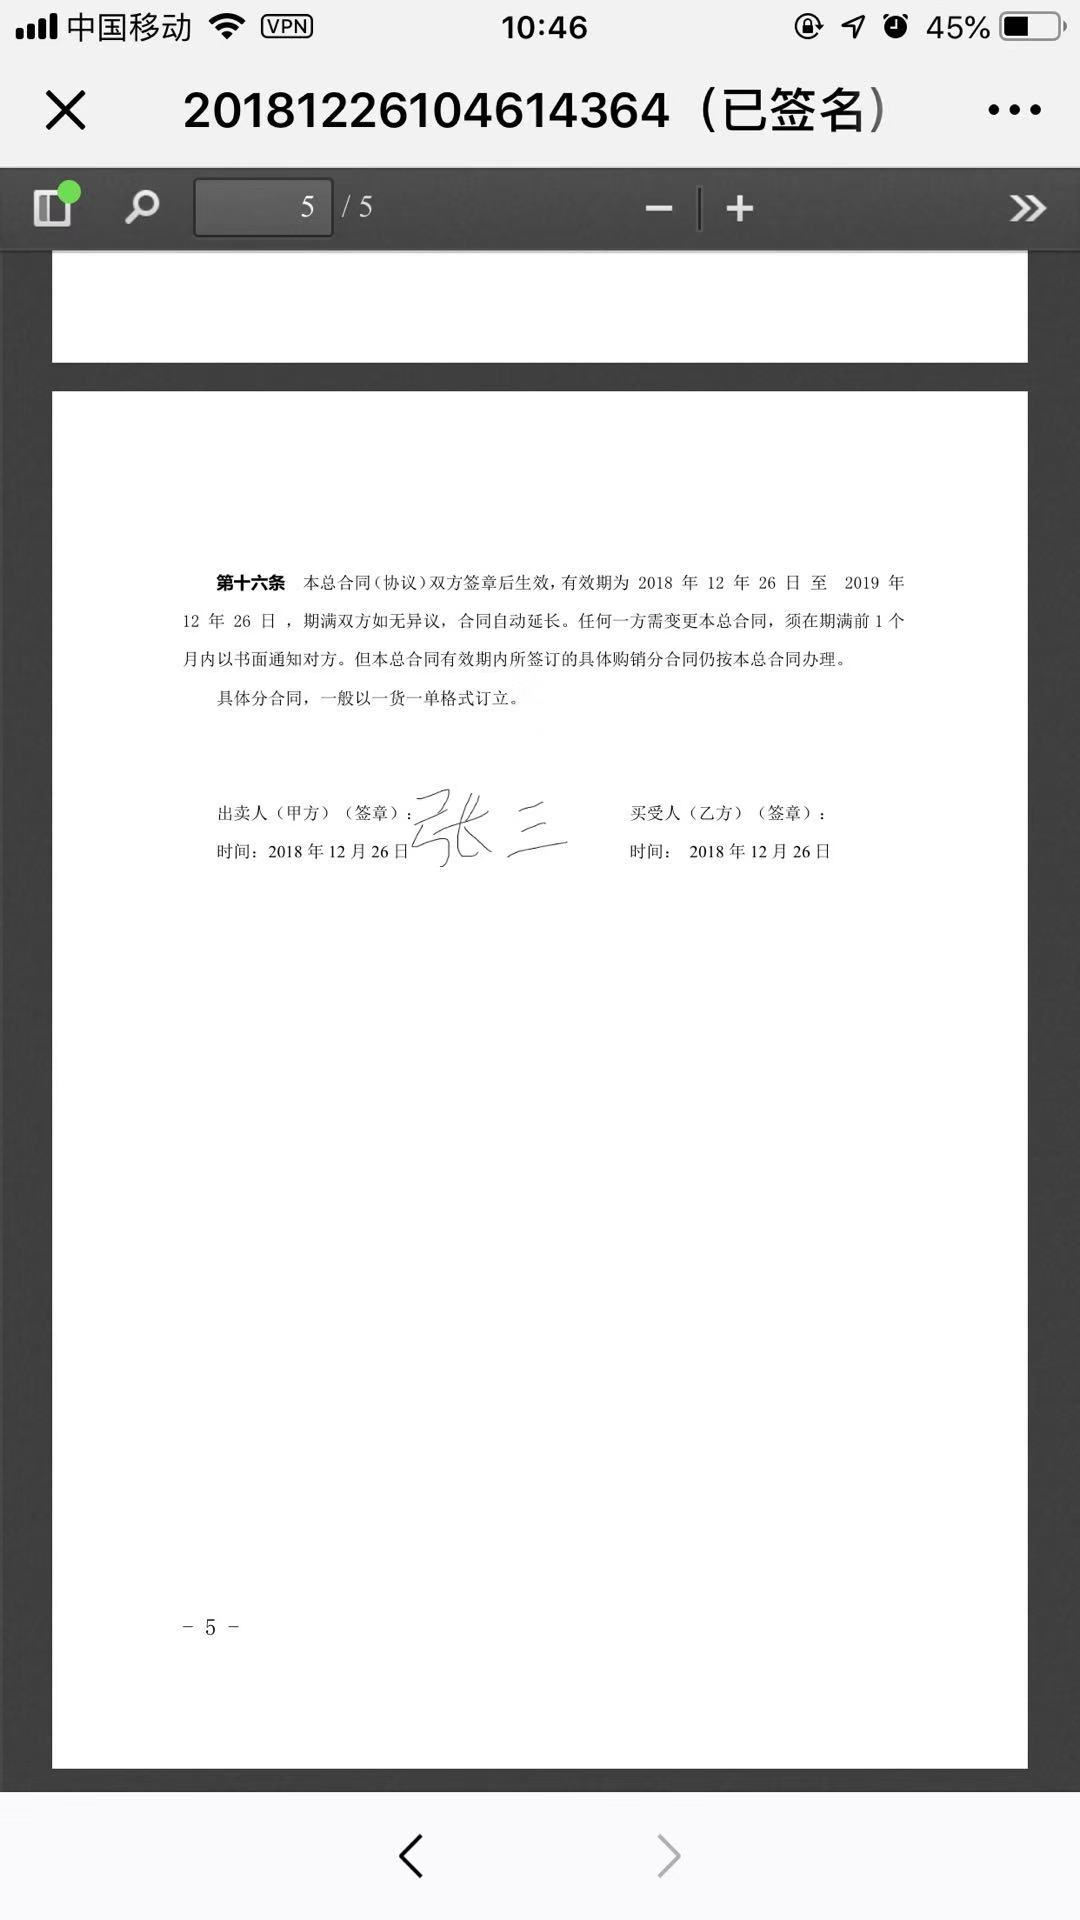 中国移动 VPN 10:46 45%
20181226104614364（已签名）
5 / 5
第十六条 本总合同（协议）双方签章后生效，有效期为 2018 年 12 年 26 日 至 2019 年
12 年 26 日 ，期满双方如无异议，合同自动延长。任何一方需变更本总合同，须在期满前 1 个
月内以书面通知对方。但本总合同有效期内所签订的具体购销分合同仍按本总合同办理。
具体分合同，一般以一货一单格式订立。
出卖人（甲方）（签章）：张三 买受人（乙方）（签章）：
时间：2018 年 12 月 26 日 时间： 2018 年 12 月 26 日
- 5 -